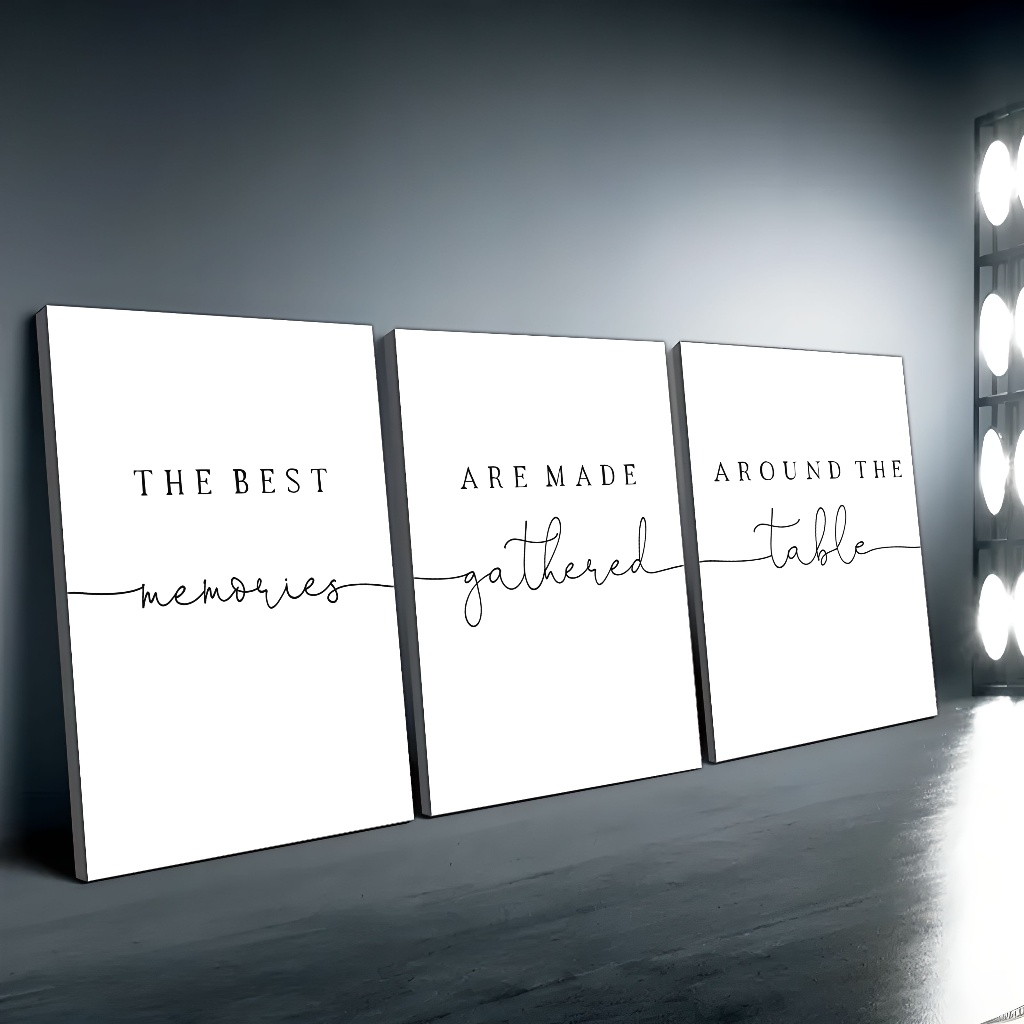 THE BEST
memories
ARE MADE
gathered
AROUND THE
table